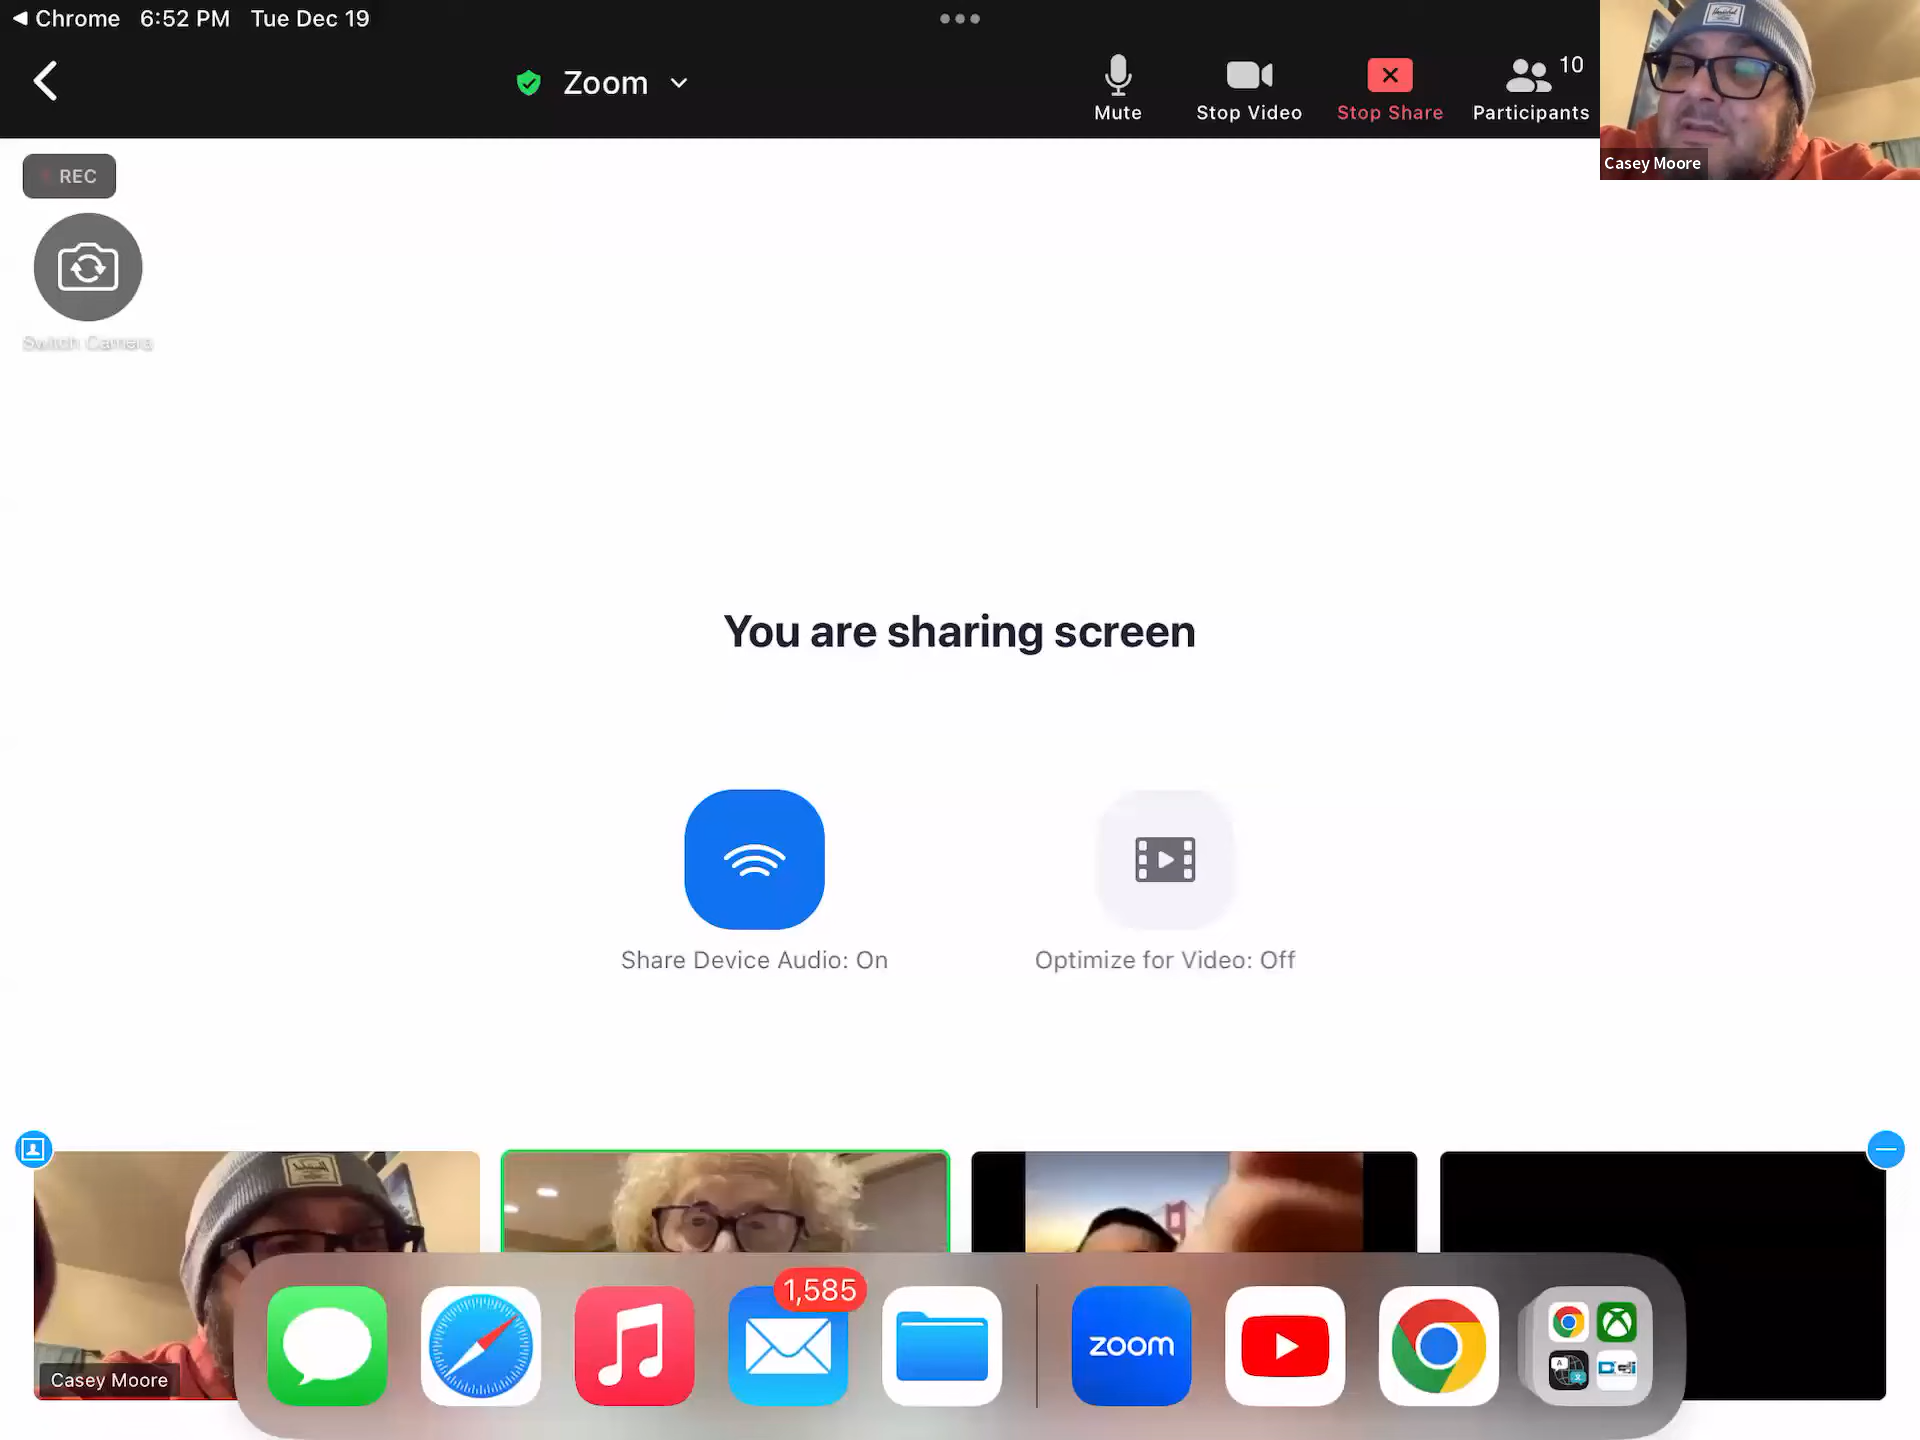 ◀ Chrome 6:52 PM Tue Dec 19
Zoom
Mute
Stop Video
Stop Share
Participants
10
Casey Moore
REC
Switch Camera
You are sharing screen
Share Device Audio: On
Optimize for Video: Off
Casey Moore
1,585
zoom